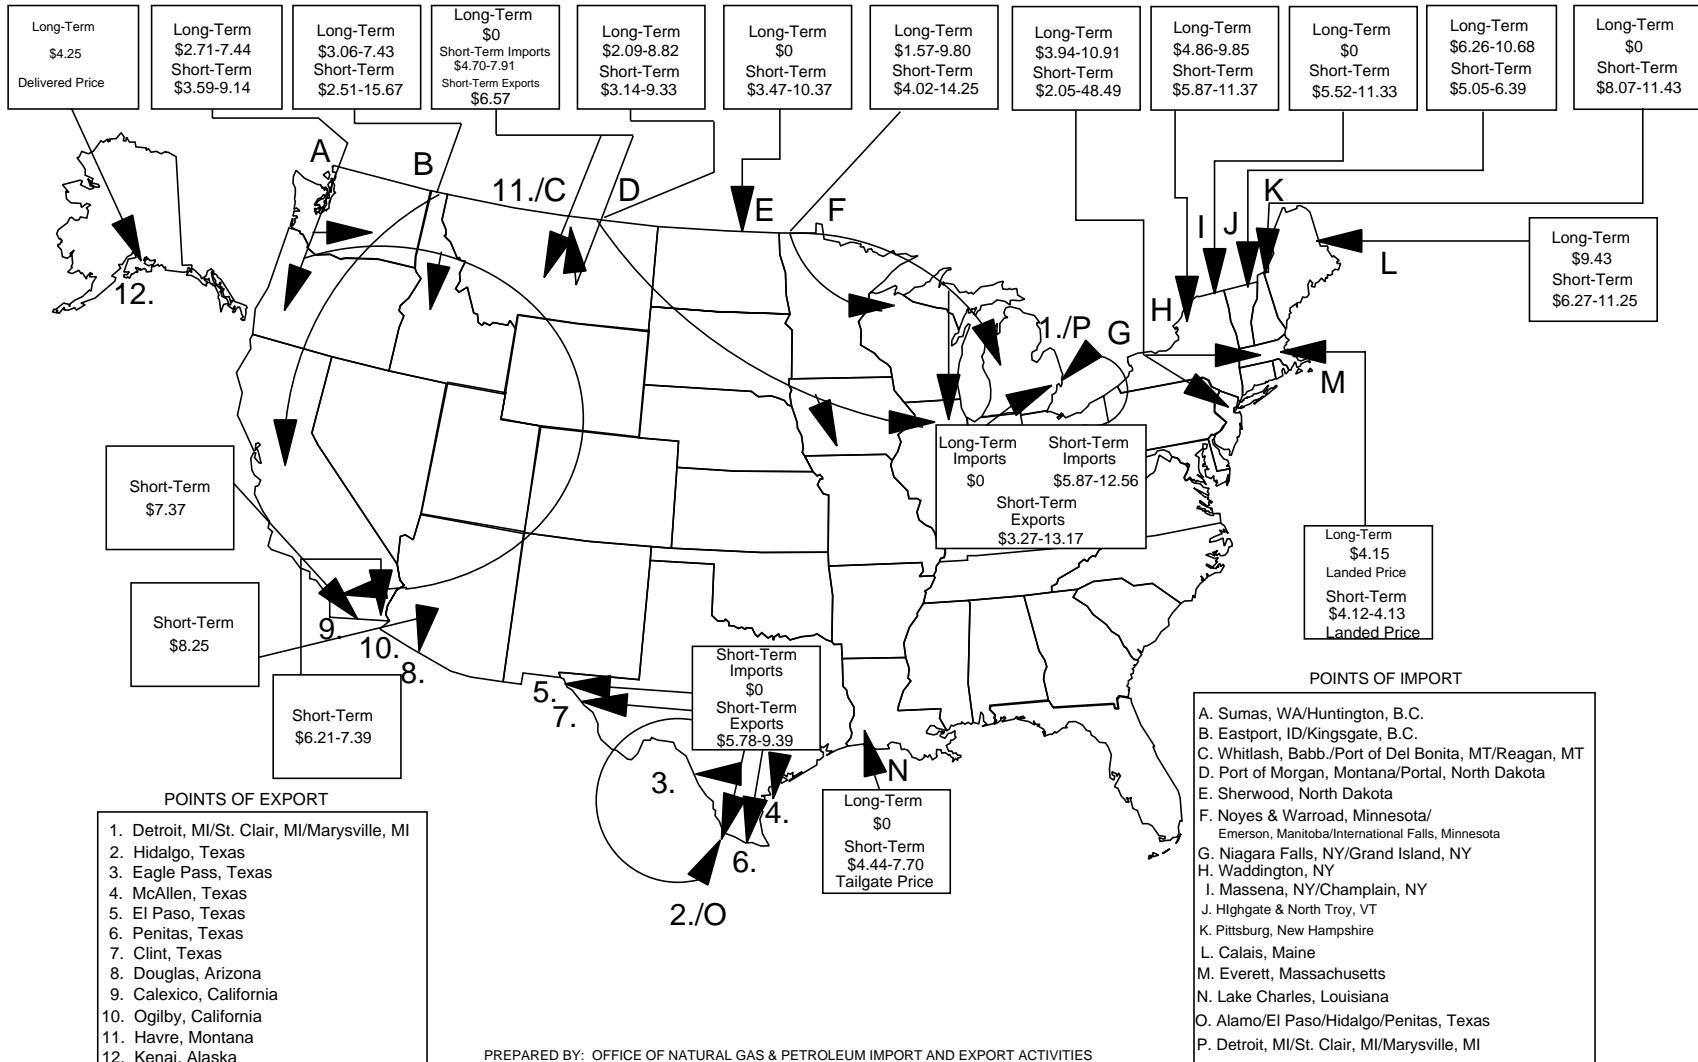 Long-Term
$4.25
Delivered Price
Long-Term
$2.71-7.44
Short-Term
$3.59-9.14
Long-Term
$3.06-7.43
Short-Term
$2.51-15.67
Long-Term
$0
Short-Term Imports
$4.70-7.91
Short-Term Exports
$6.57
Long-Term
$2.09-8.82
Short-Term
$3.14-9.33
Long-Term
$0
Short-Term
$3.47-10.37
Long-Term
$1.57-9.80
Short-Term
$4.02-14.25
Long-Term
$3.94-10.91
Short-Term
$2.05-48.49
Long-Term
$4.86-9.85
Short-Term
$5.87-11.37
Long-Term
$0
Short-Term
$5.52-11.33
Long-Term
$6.26-10.68
Short-Term
$5.05-6.39
Long-Term
$0
Short-Term
$8.07-11.43
A
B
11./C
D
E
F
1./P
G
H
I
J
K
L
M
12.
Long-Term
$9.43
Short-Term
$6.27-11.25
Long-Term
Imports
$0
Short-Term
Imports
$5.87-12.56
Short-Term
Exports
$3.27-13.17
Short-Term
$7.37
Short-Term
$8.25
Short-Term
$6.21-7.39
9.
10.
8.
5.
7.
3.
4.
6.
2./O
N
Short-Term
Imports
$0
Short-Term
Exports
$5.78-9.39
Long-Term
$0
Short-Term
$4.44-7.70
Tailgate Price
Long-Term
$4.15
Landed Price
Short-Term
$4.12-4.13
Landed Price
POINTS OF EXPORT
1. Detroit, MI/St. Clair, MI/Marysville, MI
2. Hidalgo, Texas
3. Eagle Pass, Texas
4. McAllen, Texas
5. El Paso, Texas
6. Penitas, Texas
7. Clint, Texas
8. Douglas, Arizona
9. Calexico, California
10. Ogilby, California
11. Havre, Montana
12. Kenai, Alaska
POINTS OF IMPORT
A. Sumas, WA/Huntington, B.C.
B. Eastport, ID/Kingsgate, B.C.
C. Whitlash, Babb./Port of Del Bonita, MT/Reagan, MT
D. Port of Morgan, Montana/Portal, North Dakota
E. Sherwood, North Dakota
F. Noyes & Warroad, Minnesota/
Emerson, Manitoba/International Falls, Minnesota
G. Niagara Falls, NY/Grand Island, NY
H. Waddington, NY
I. Massena, NY/Champlain, NY
J. HIghgate & North Troy, VT
K. Pittsburg, New Hampshire
L. Calais, Maine
M. Everett, Massachusetts
N. Lake Charles, Louisiana
O. Alamo/El Paso/Hidalgo/Penitas, Texas
P. Detroit, MI/St. Clair, MI/Marysville, MI
PREPARED BY: OFFICE OF NATURAL GAS & PETROLEUM IMPORT AND EXPORT ACTIVITIES